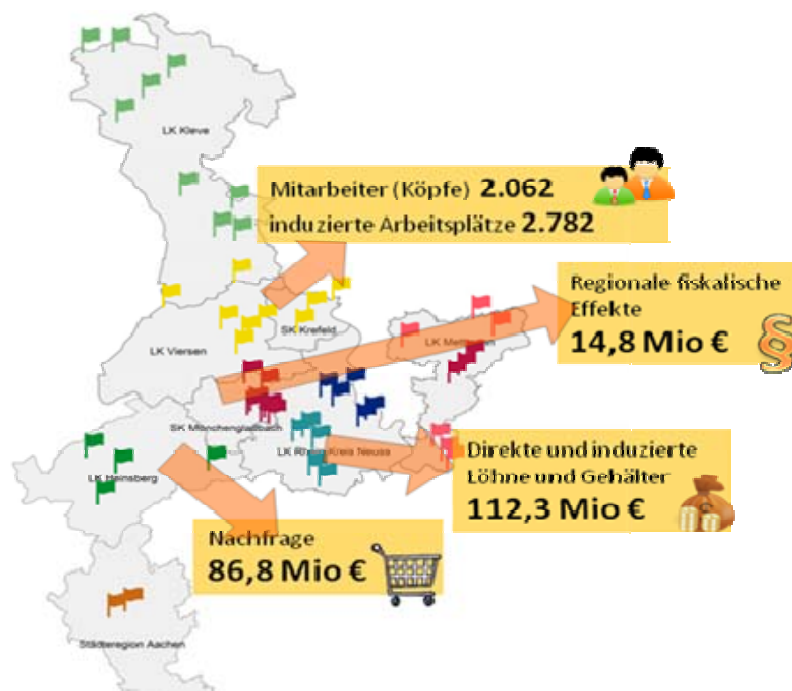 LK Kleve
Mitarbeiter (Köpfe) 2.062
induzierte Arbeitsplätze 2.782
Regionale fiskalische
Effekte
14,8 Mio €
§
SK Krefeld
LK Viersen
LK Mettmann
SK Mönchengladbach
LK Rhein-Kreis Neuss
LK Heinsberg
Direkte und induzierte
Löhne und Gehälter
112,3 Mio €
Nachfrage
86,8 Mio €
Städteregion Aachen